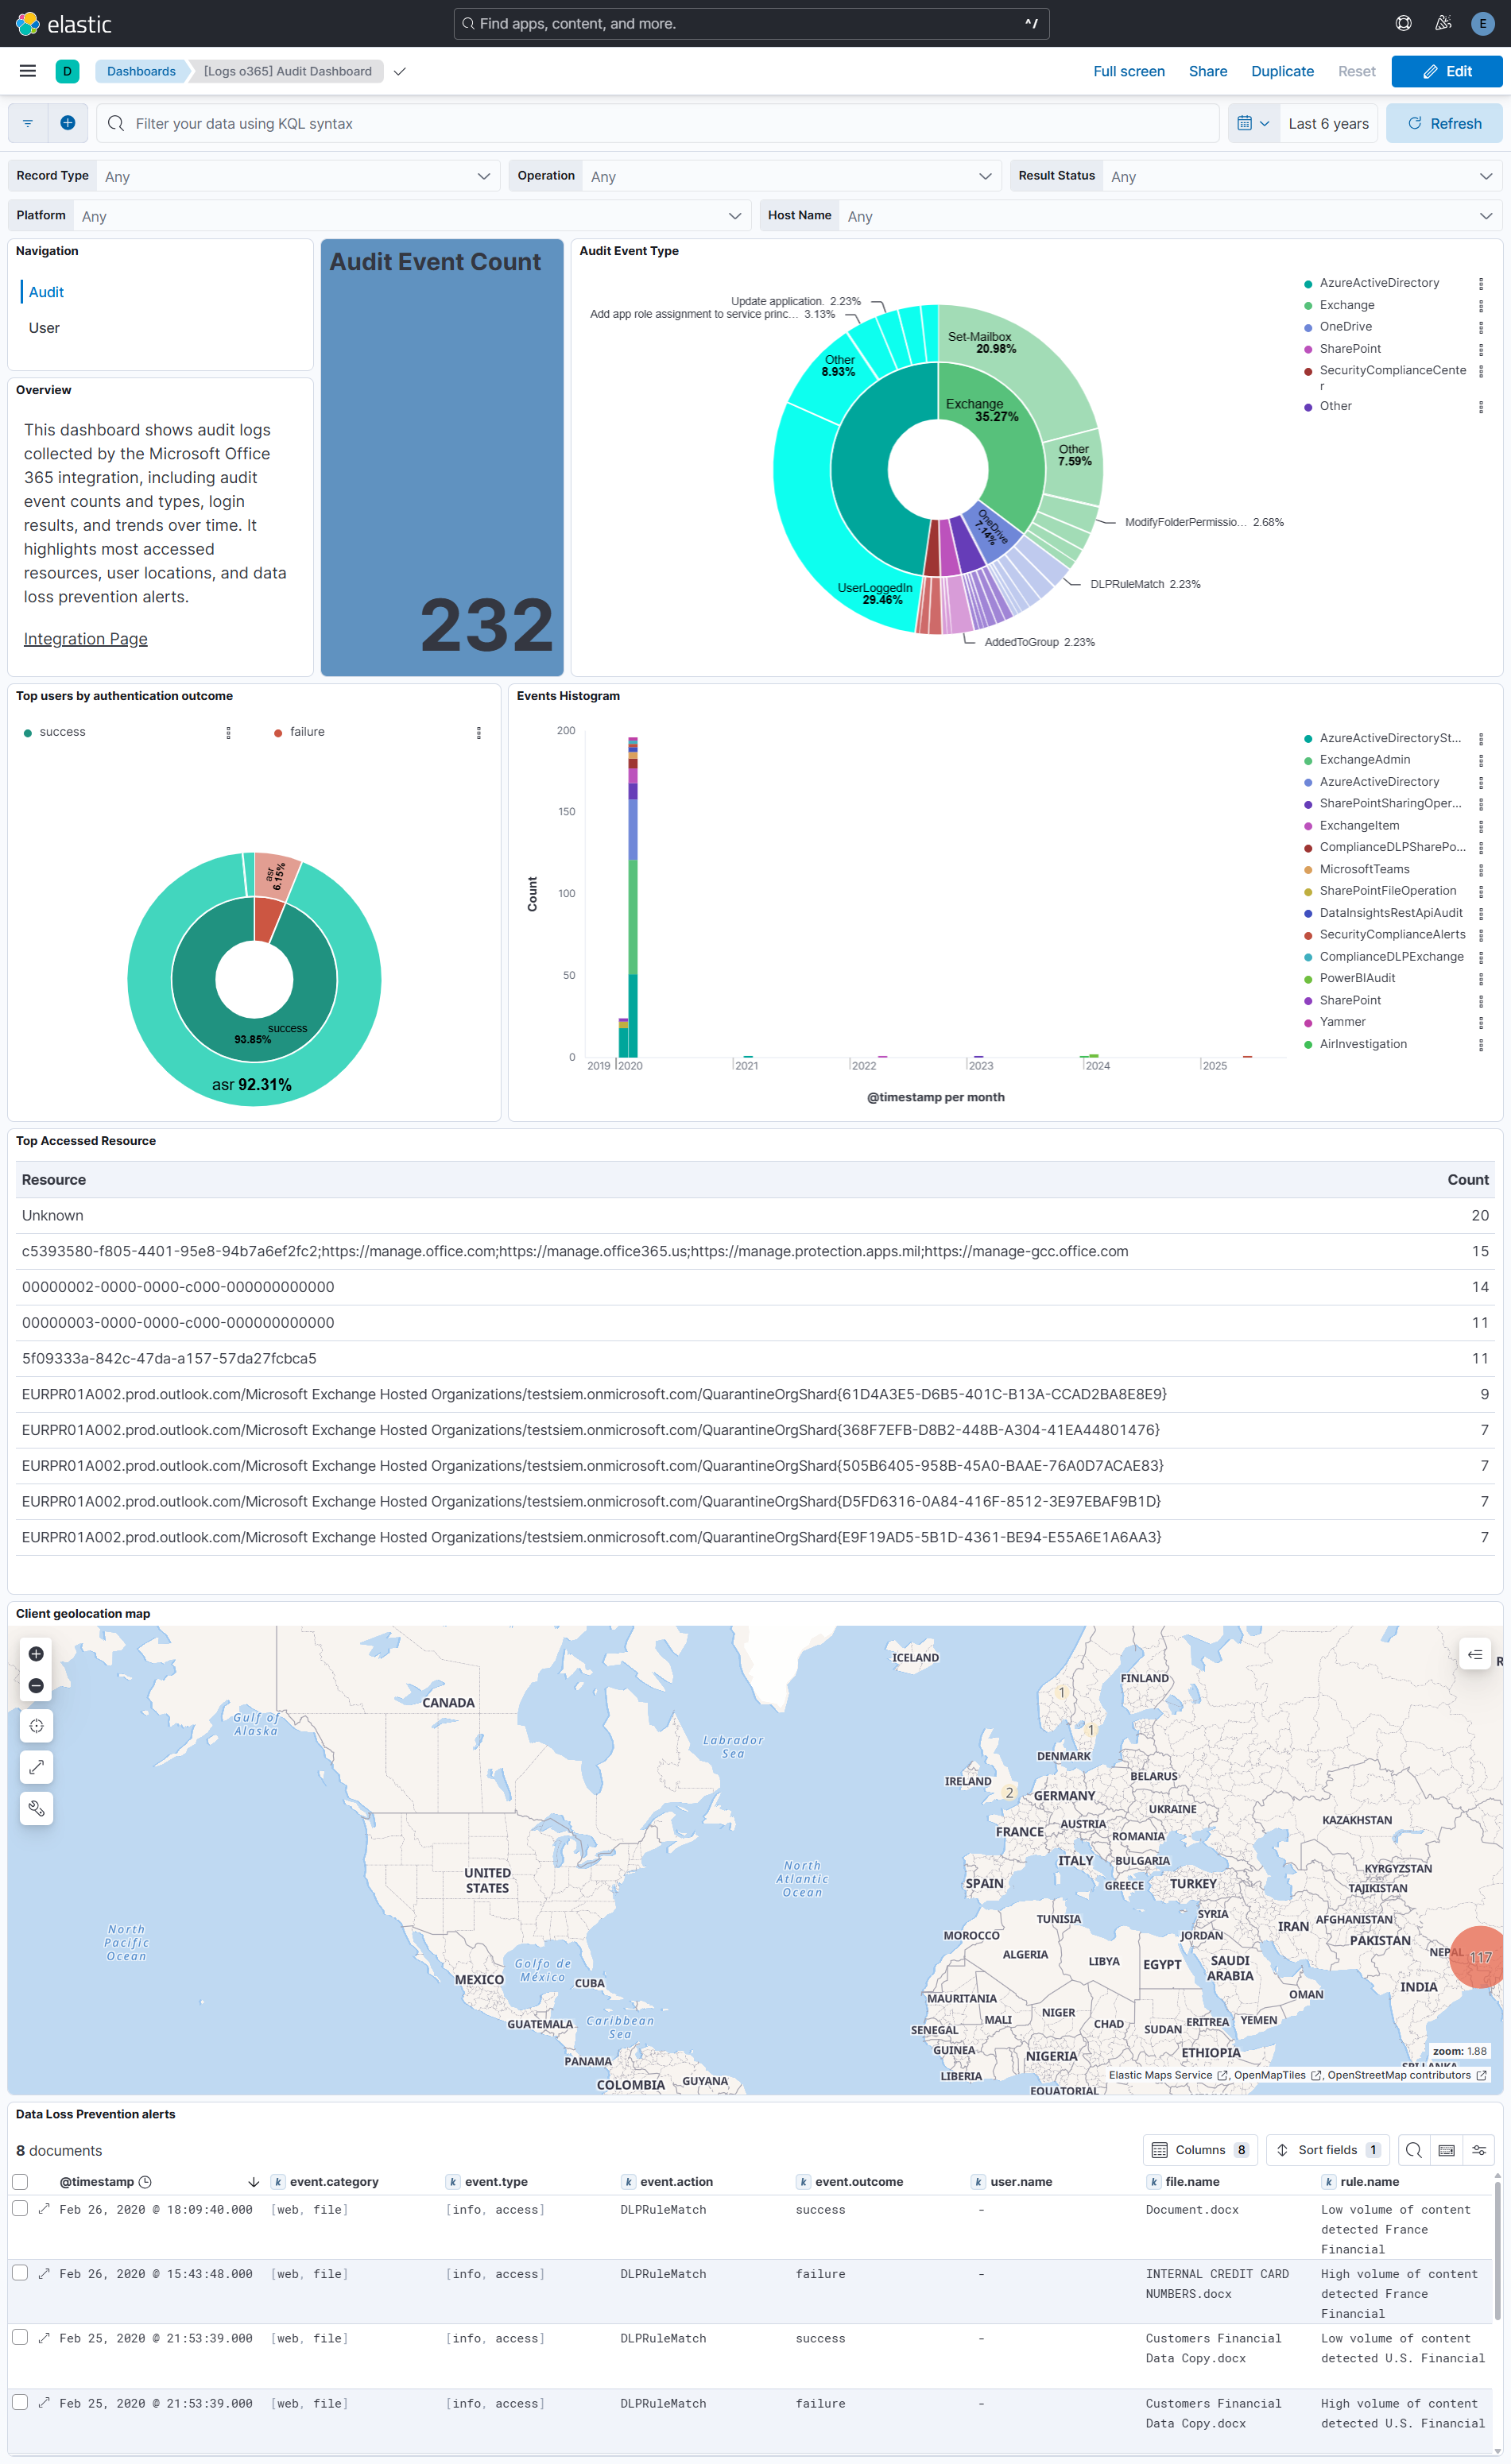 elastic
Find apps, content, and more.
^/
E
D
Dashboards
[Logs o365] Audit Dashboard
Full screen
Share
Duplicate
Reset
Edit
Filter your data using KQL syntax
Last 6 years
Refresh
Record Type Any
Operation Any
Result Status Any
Platform Any
Host Name Any
Navigation
Audit
User
Overview
This dashboard shows audit logs
collected by the Microsoft Office
365 integration, including audit
event counts and types, login
results, and trends over time. It
highlights most accessed
resources, user locations, and data
loss prevention alerts.
Integration Page
Audit Event Count
232
Audit Event Type
Update application. 2.23%
Add app role assignment to service princ... 3.13%
Other
8.93%
Set-Mailbox
20.98%
Exchange
35.27%
Other
7.59%
ModifyFolderPermissio... 2.68%
OneDrive
7.14%
DLPRuleMatch 2.23%
UserLoggedIn
29.46%
AddedToGroup 2.23%
AzureActiveDirectory
Exchange
OneDrive
SharePoint
SecurityComplianceCente
r
Other
Top users by authentication outcome
success
failure
asr
6.15%
success
93.85%
asr 92.31%
Events Histogram
200
150
100
50
0
Count
2019
2020
2021
2022
2023
2024
2025
@timestamp per month
AzureActiveDirectorySt...
ExchangeAdmin
AzureActiveDirectory
SharePointSharingOper...
ExchangeItem
ComplianceDLPSharePo...
MicrosoftTeams
SharePointFileOperation
DataInsightsRestApiAudit
SecurityComplianceAlerts
ComplianceDLPExchange
PowerBIAudit
SharePoint
Yammer
AirInvestigation
Top Accessed Resource
Resource Count
Unknown 20
c5393580-f805-4401-95e8-94b7a6ef2fc2;https://manage.office.com;https://manage.office365.us;https://manage.protection.apps.mil;https://manage-gcc.office.com 15
00000002-0000-0000-c000-000000000000 14
00000003-0000-0000-c000-000000000000 11
5f09333a-842c-47da-a157-57da27fcbca5 11
EURPR01A002.prod.outlook.com/Microsoft Exchange Hosted Organizations/testsiem.onmicrosoft.com/QuarantineOrgShard{61D4A3E5-D6B5-401C-B13A-CCAD2BA8E8E9} 9
EURPR01A002.prod.outlook.com/Microsoft Exchange Hosted Organizations/testsiem.onmicrosoft.com/QuarantineOrgShard{368F7EFB-D8B2-448B-A304-41EA44801476} 7
EURPR01A002.prod.outlook.com/Microsoft Exchange Hosted Organizations/testsiem.onmicrosoft.com/QuarantineOrgShard{505B6405-958B-45A0-BAAE-76A0D7ACAE83} 7
EURPR01A002.prod.outlook.com/Microsoft Exchange Hosted Organizations/testsiem.onmicrosoft.com/QuarantineOrgShard{D5FD6316-0A84-416F-8512-3E97EBAF9B1D} 7
EURPR01A002.prod.outlook.com/Microsoft Exchange Hosted Organizations/testsiem.onmicrosoft.com/QuarantineOrgShard{E9F19AD5-5B1D-4361-BE94-E55A6E1A6AA3} 7
Client geolocation map
ICELAND
FINLAND
1
CANADA
Gulf of
Alaska
1
Labrador
Sea
DENMARK
IRELAND
BELARUS
2
GERMANY
UKRAINE
KAZAKHSTAN
FRANCE
AUSTRIA
ROMANIA
ITALY
BULGARIA
KYRGYZSTAN
UNITED
STATES
North
Atlantic
Ocean
SPAIN
GREECE
TURKEY
TAJIKISTAN
TUNISIA
SYRIA
IRAN
AFGHANISTAN
North
Pacific
Ocean
MOROCCO
JORDAN
PAKISTAN
ALGERIA
LIBYA
EGYPT
SAUDI
ARABIA
NEPAL
117
Golfo de
México
MEXICO
CUBA
INDIA
MAURITANIA
OMAN
GUATEMALA
Caribbean
Sea
MALI
NIGER
CHAD
SUDAN
ERITREA
YEMEN
SENEGAL
GUINEA
NIGERIA
ETHIOPIA
zoom: 1.88
PANAMA
SRI LANKA
COLOMBIA
GUYANA
LIBERIA
EQUATORIAL
Elastic Maps Service , OpenMapTiles , OpenStreetMap contributors
Data Loss Prevention alerts
8 documents
Columns 8
Sort fields 1
@timestamp k event.category k event.type k event.action k event.outcome k user.name k file.name k rule.name
Feb 26, 2020 @ 18:09:40.000 [web, file] [info, access] DLPRuleMatch success - Document.docx Low volume of content
detected France
Financial
Feb 26, 2020 @ 15:43:48.000 [web, file] [info, access] DLPRuleMatch failure - INTERNAL CREDIT CARD High volume of content
NUMBERS.docx detected France
Financial
Feb 25, 2020 @ 21:53:39.000 [web, file] [info, access] DLPRuleMatch success - Customers Financial Low volume of content
Data Copy.docx detected U.S. Financial
Feb 25, 2020 @ 21:53:39.000 [web, file] [info, access] DLPRuleMatch failure - Customers Financial High volume of content
Data Copy.docx detected U.S. Financial